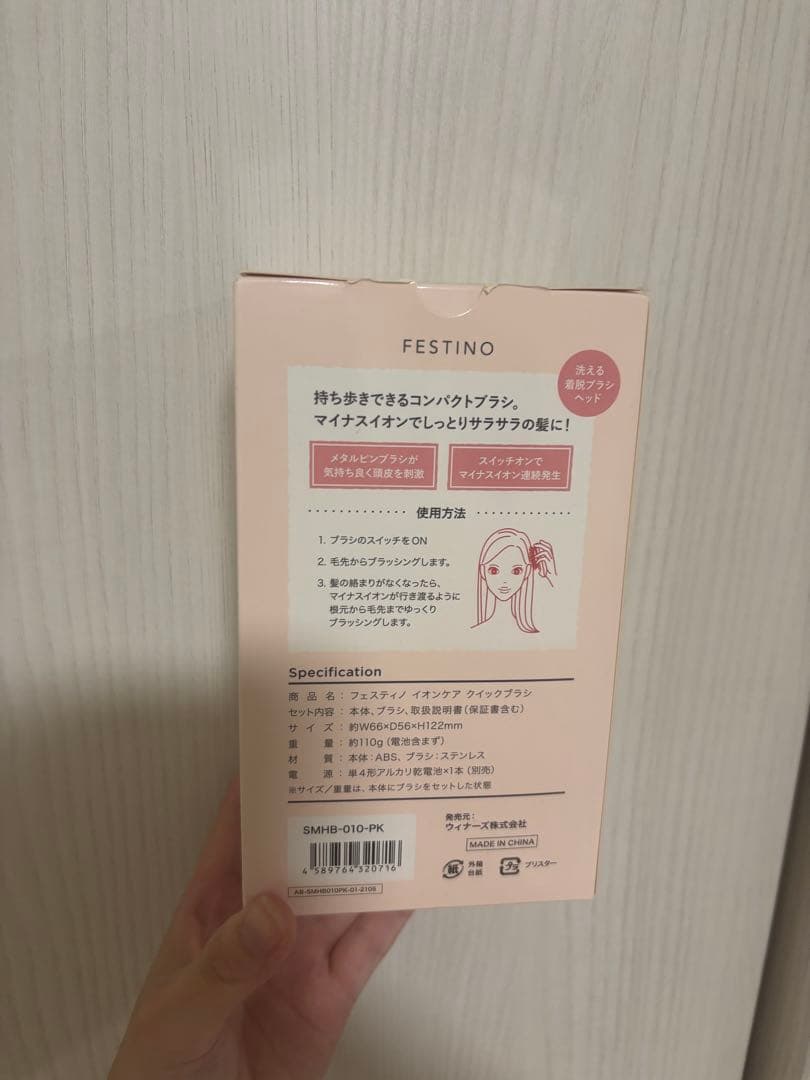 FESTINO
洗える
着脱ブラシ
ヘッド
持ち歩きできるコンパクトブラシ。
マイナスイオンでしっとりサラサラの髪に!
メタルピンブラシが
気持ち良く頭皮を刺激
スイッチオンで
マイナスイオン連続発生
使用方法
1. ブラシのスイッチをON
2. 毛先からブラッシングします。
3. 髪の絡まりがなくなったら、
マイナスイオンが行き渡るように
根元から毛先までゆっくり
ブラッシングします。
Specification
商品名：フェスティノ イオンケア クイックブラシ
セット内容：本体、ブラシ、取扱説明書(保証書含む)
サイズ：約W66×D56×H122mm
重量：約110g(電池含まず)
材質：本体：ABS、ブラシ：ステンレス
電源：単4形アルカリ乾電池×1本(別売)
※サイズ/重量は、本体にブラシをセットした状態
SMHB-010-PK
4 589764 320716
AB-SMHB010PK-01-2108
発売元：
ウィナーズ株式会社
MADE IN CHINA
紙
外箱
台紙
プラ
ブリスター